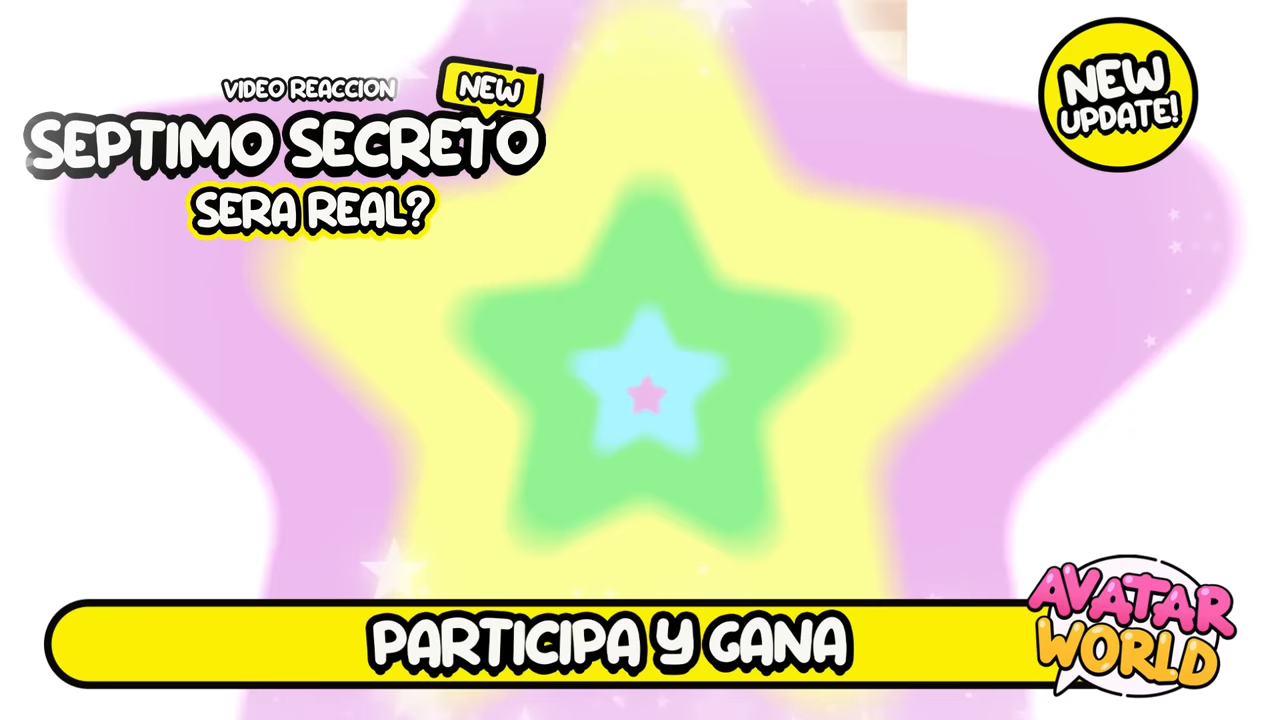 VIDEO REACCION
NEW
SEPTIMO SECRETO
SERA REAL?
NEW
UPDATE!
PARTICIPA Y GANA
AVATAR
WORLD